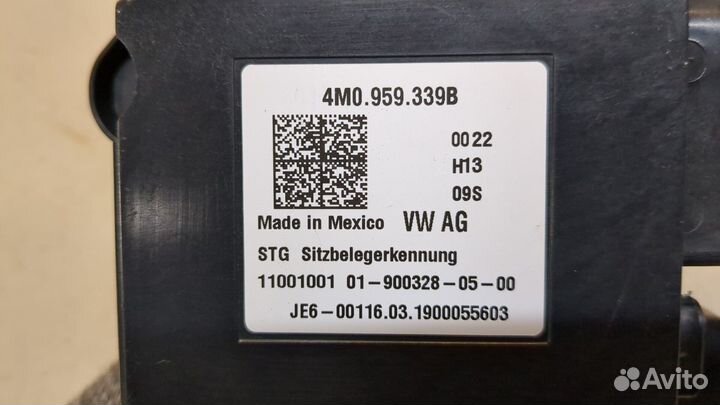 4M0.959.339B
0022
H13
09S
Made in Mexico VW AG
STG Sitzbelegerkennung
11001001 01-900328-05-00
JE6-00116.03.1900055603
Avito